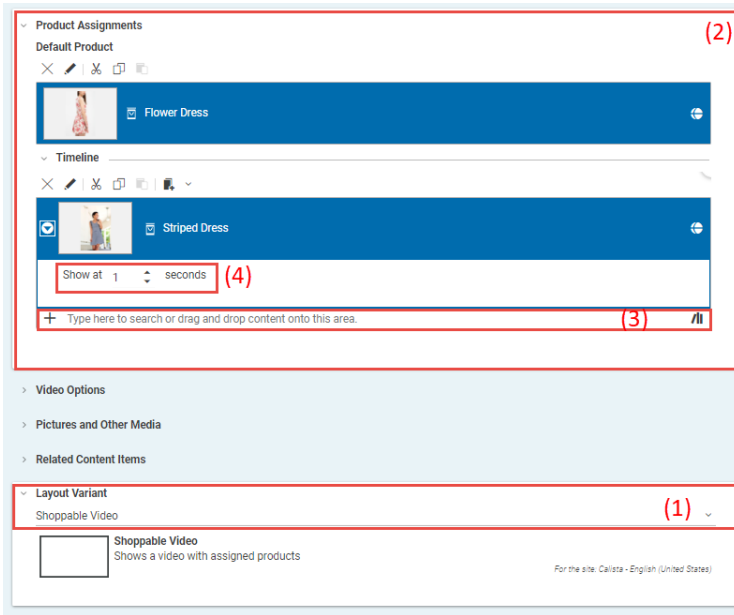 Product Assignments
(2)
Default Product
Flower Dress
Timeline
Striped Dress
Show at 1 seconds (4)
Type here to search or drag and drop content onto this area. (3)
Video Options
Pictures and Other Media
Related Content Items
Layout Variant
Shoppable Video (1)
Shoppable Video
Shows a video with assigned products
For the site: Calista - English (United States)